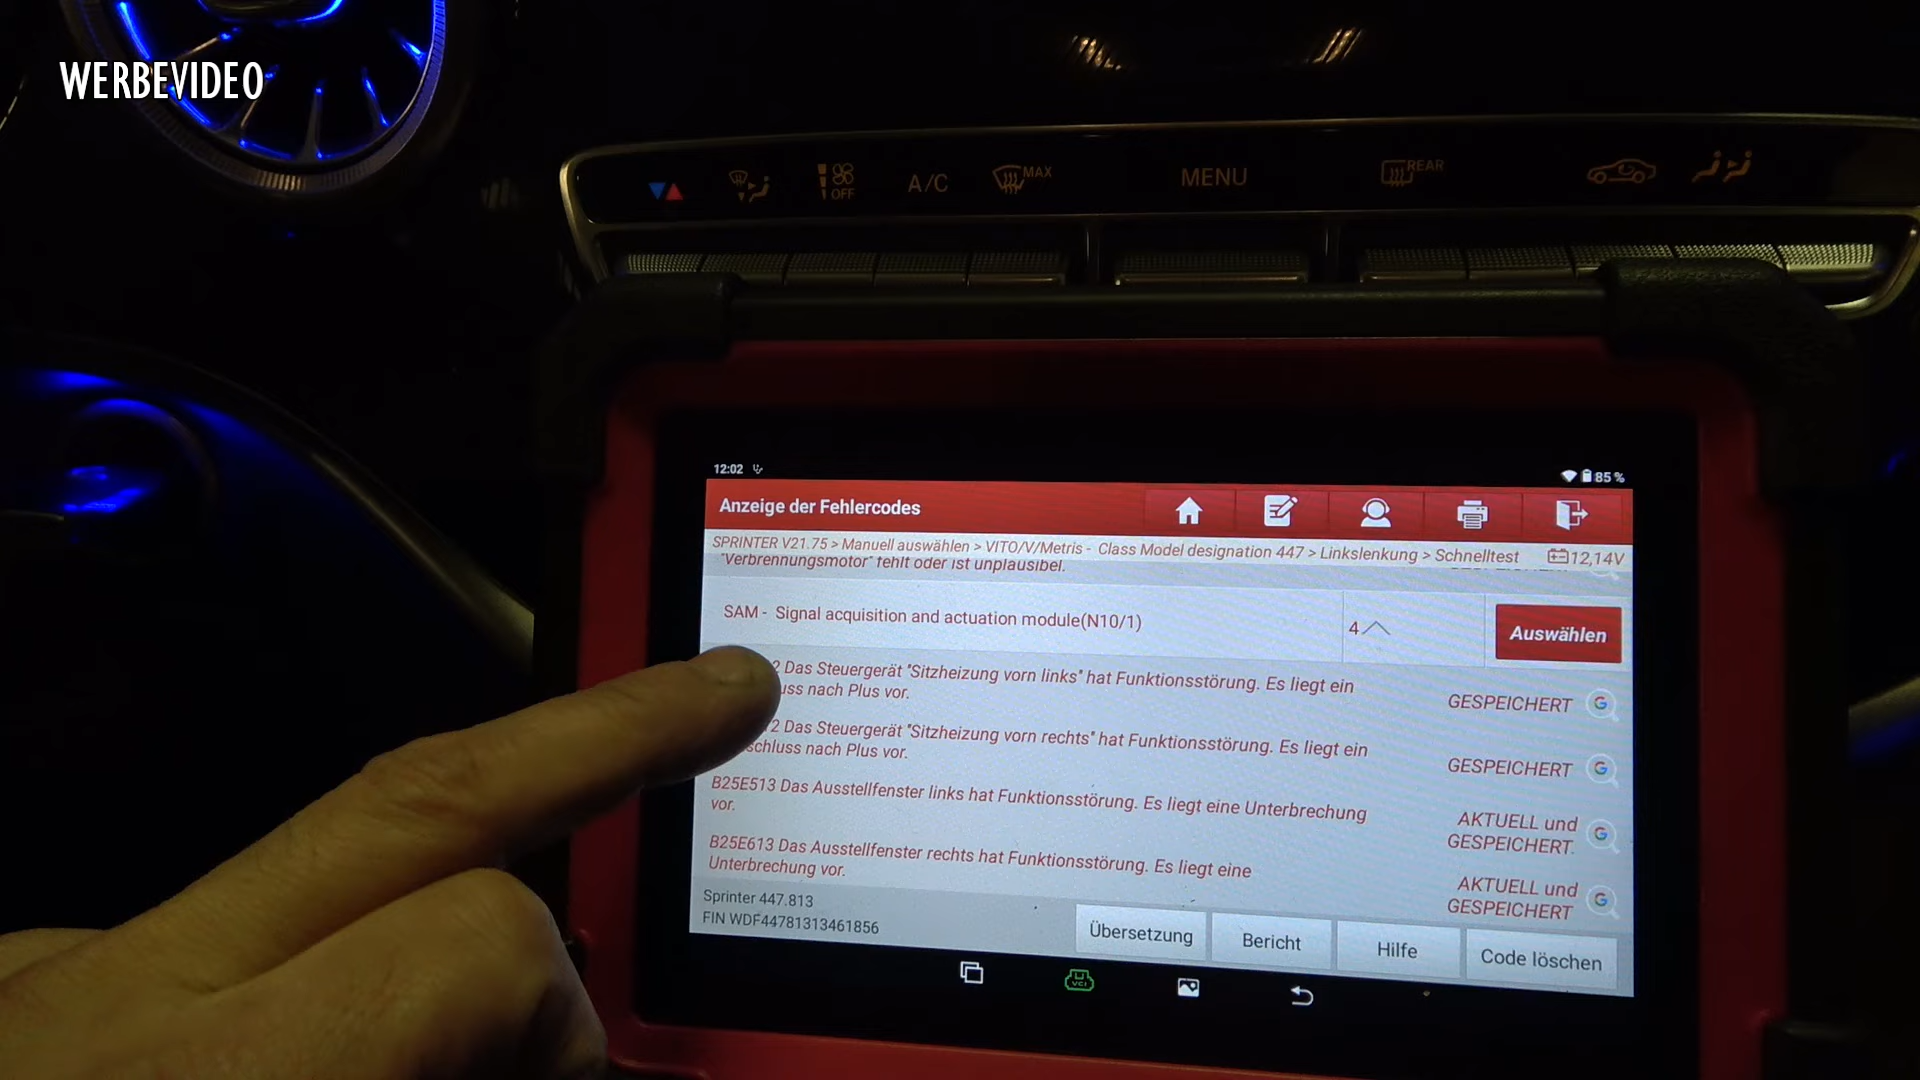 WERBEVIDEO
OFF
A/C
MAX
MENU
REAR
12:02
85%
Anzeige der Fehlercodes
SPRINTER V21.75 > Manuell auswählen > VITO/V/Metris - Class Model designation 447 > Linkslenkung > Schnelltest
12,14V
"Verbrennungsmotor" fehlt oder ist unplausibel.
SAM - Signal acquisition and actuation module(N10/1)
4
Auswählen
2 Das Steuergerät "Sitzheizung vorn links" hat Funktionsstörung. Es liegt ein
uss nach Plus vor.
GESPEICHERT
72 Das Steuergerät "Sitzheizung vorn rechts" hat Funktionsstörung. Es liegt ein
schluss nach Plus vor.
GESPEICHERT
B25E513 Das Ausstellfenster links hat Funktionsstörung. Es liegt eine Unterbrechung
vor.
AKTUELL und
GESPEICHERT.
B25E613 Das Ausstellfenster rechts hat Funktionsstörung. Es liegt eine
Unterbrechung vor.
AKTUELL und
GESPEICHERT
Sprinter 447.813
FIN WDF44781313461856
Übersetzung
Bericht
Hilfe
Code löschen
VCI